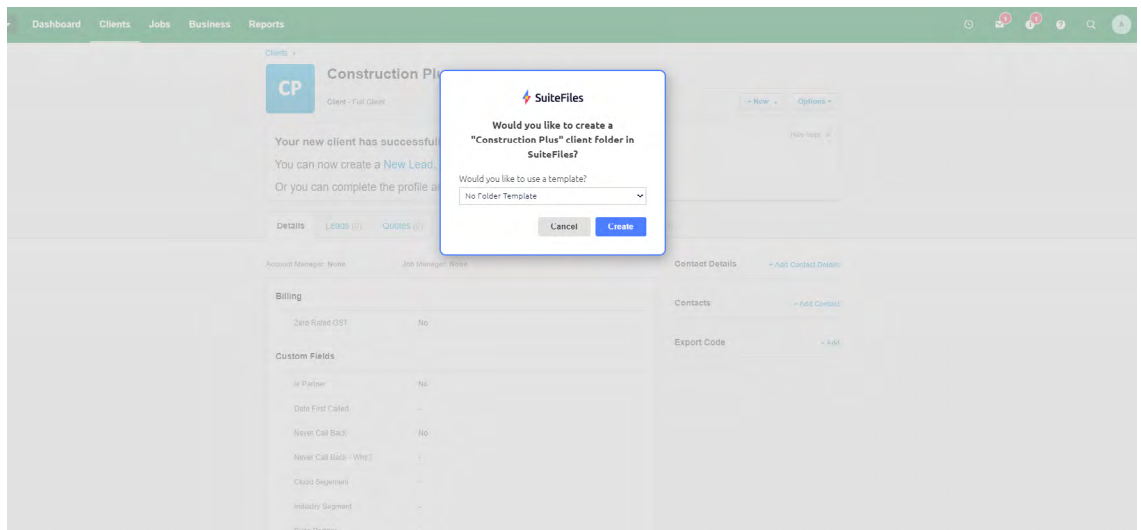 Dashboard Clients Jobs Business Reports
Clients ›
CP
Construction Pl
Client - Full Client
+ New
Options
Hide help
Your new client has successfull
You can now create a New Lead,
Or you can complete the profile a
SuiteFiles
Would you like to create a
"Construction Plus" client folder in
SuiteFiles?
Would you like to use a template?
No Folder Template
Cancel Create
Details Leads (0) Quotes (0)
Account Manager: None Job Manager: None
Billing
Zero Rated GST No
Custom Fields
Is Partner No
Date First Called -
Never Call Back No
Never Call Back - Why? -
Cloud Segement -
Industry Segment -
Contact Details + Add Contact Details
Contacts + Add Contact
Export Code + Add